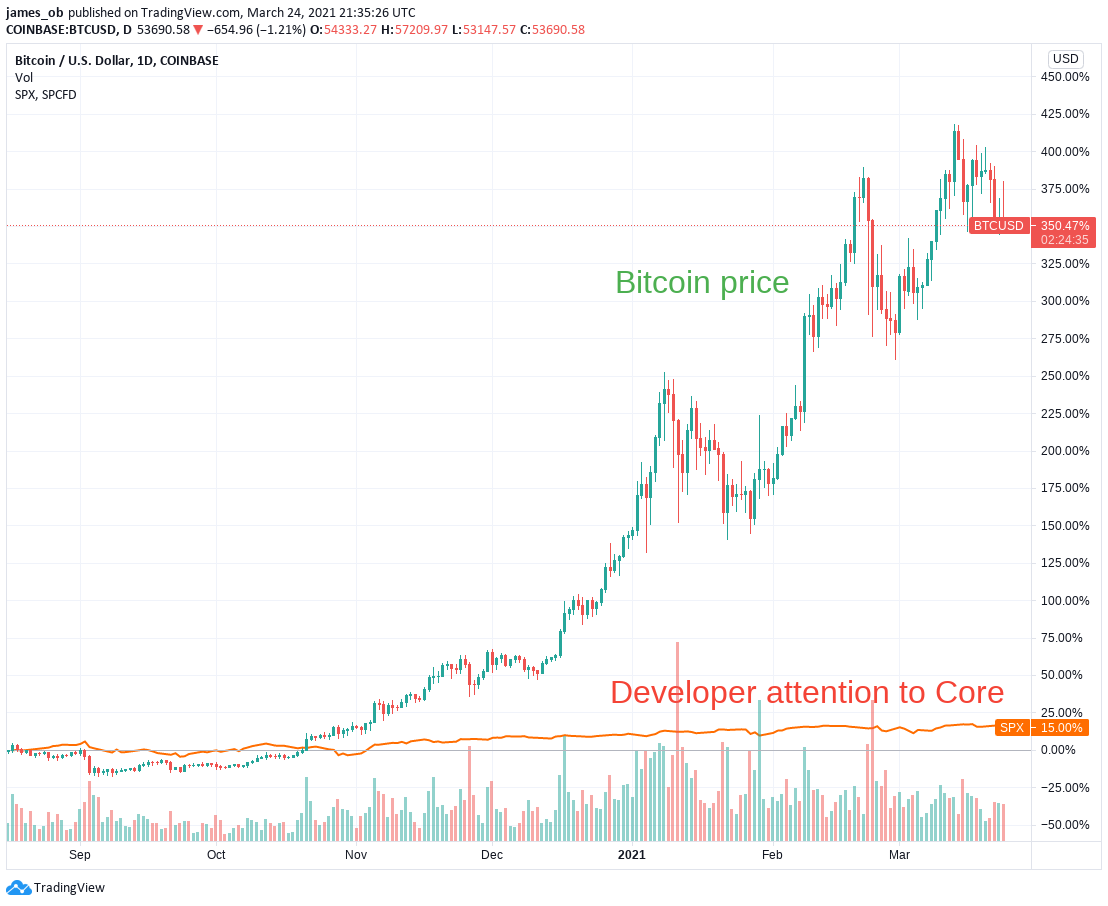 james_ob published on TradingView.com, March 24, 2021 21:35:26 UTC
COINBASE:BTCUSD, D 53690.58 ▼ −654.96 (−1.21%) O:54333.27 H:57209.97 L:53147.57 C:53690.58
Bitcoin / U.S. Dollar, 1D, COINBASE
Vol
SPX, SPCFD
USD
450.00%
425.00%
400.00%
375.00%
BTCUSD 350.47%
02:24:35
325.00%
Bitcoin price
300.00%
275.00%
250.00%
225.00%
200.00%
175.00%
150.00%
125.00%
100.00%
75.00%
50.00%
Developer attention to Core
25.00%
SPX 15.00%
0.00%
−25.00%
−50.00%
Sep Oct Nov Dec 2021 Feb Mar
TradingView